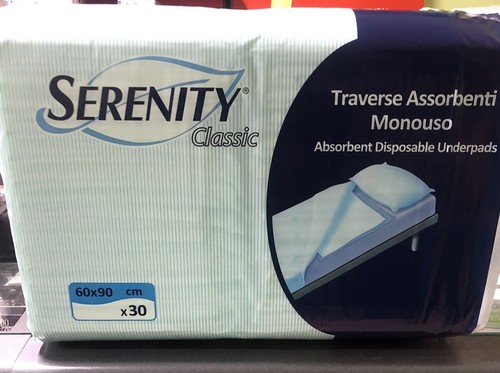 SERENITY®
Classic
Traverse Assorbenti
Monouso
Absorbent Disposable Underpads
60x90 cm
x30